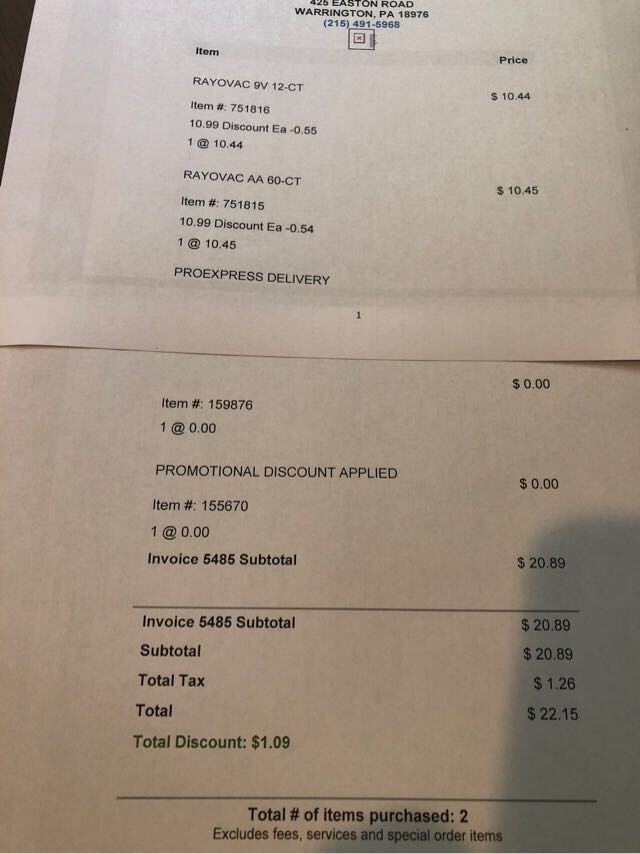 425 EASTON ROAD
WARRINGTON, PA 18976
(215) 491-5968
Item Price
RAYOVAC 9V 12-CT $ 10.44
Item #: 751816
10.99 Discount Ea -0.55
1 @ 10.44
RAYOVAC AA 60-CT $ 10.45
Item #: 751815
10.99 Discount Ea -0.54
1 @ 10.45
PROEXPRESS DELIVERY
1
$ 0.00
Item #: 159876
1 @ 0.00
PROMOTIONAL DISCOUNT APPLIED $ 0.00
Item #: 155670
1 @ 0.00
Invoice 5485 Subtotal $ 20.89
Invoice 5485 Subtotal $ 20.89
Subtotal $ 20.89
Total Tax $ 1.26
Total $ 22.15
Total Discount: $1.09
Total # of items purchased: 2
Excludes fees, services and special order items